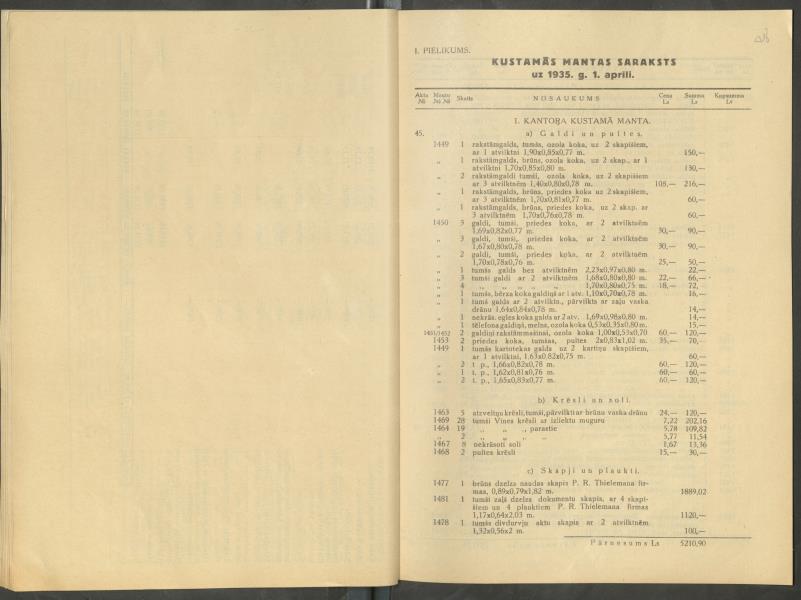 I. PIELIKUMS.
KUSTAMĀS MANTAS SARAKSTS
uz 1935. g. 1. aprīlī.
Akta Mantu Skaits NOSAUKUMS Cena Summa Kopsumma
№ №№ Ls Ls Ls
I. KANTOŖA KUSTAMĀ MANTA.
45. a) Galdi un pultes.
1449 1 rakstāmgalds, tumšs, ozola koka, uz 2 skapīšiem,
ar 1 atvilktni 1,90x0,85x0,77 m. 150,—
„ 1 rakstāmgalds, brūns, ozola koka, uz 2 skap., ar 1
atvilktni 1,70x0,85x0,80 m. 130,—
„ 2 rakstāmgaldi tumši, ozola koka, uz 2 skapīšiem
ar 3 atvilktnēm 1,40x0,80x0,78 m. 108,— 216,—
„ 1 rakstāmgalds, brūns, priedes koka uz 2 skapīšiem,
ar 3 atvilktnēm 1,70x0,81x0,77 m. 60,—
„ 1 rakstāmgalds, brūns, priedes koka, uz 2 skap. ar
3 atvilktnēm 1,70x0,76x0,78 m. 60,—
1450 3 galdi, tumši, priedes koka, ar 2 atvilktnēm
1,69x0,82x0,77 m. 30,— 90,—
„ 3 galdi, tumši, priedes koka, ar 2 atvilktnēm
1,67x0,80x0,78 m. 30,— 90,—
2 galdi, tumši, priedes koka, ar 2 atvilktnēm
1,70x0,78x0,76 m. 25,— 50,—
„ 1 tumšs galds bez atvilktnēm 2,23x0,97x0,80 m. 22,—
„ 3 tumši galdi ar 2 atvilktnēm 1,68x0,80x0,80 m. 22,— 66,—
„ 4 „ „ „ „ „ 1,70x0,80x0,75 m. 18,— 72,—
„ 1 tumšs, bērza koka galdiņš ar 1 atv. 1,10x0,70x0,78 m. 16,—
„ 1 tumš galds ar 2 atvilktn., pārvilkts ar zaļu vaska
drānu 1,64x0,84x0,78 m. 14,—
„ 1 nekrās. egles koka galds ar 2 atv. 1,69x0,98x0,80 m. 14,—
„ 1 tēlefona galdiņš, melns, ozola koka 0,53x0,35x0,80 m. 15,—
1451/1452 2 galdiņi rakstāmmašīnai, ozola koka 1,00x0,53x0,70 60,— 120,—
1453 2 priedes koka, tumšas, pultes 2x0,83x1,02 m. 35,— 70,—
1449 1 tumšs kartotekas galds uz 2 kartiņu skapīšiem,
ar 1 atvilktni, 1.63x0.82x0,75 m. 60,—
„ 2 t. p., 1,66x0,82x0,78 m. 60,— 120,—
„ 1 t. p., 1,62x0,81x0,76 m. 60,— 60,—
„ 2 t. p., 1,65x0,83x0,77 m. 60,— 120,—
b) Krēsli un soli.
1463 5 atzveltņu krēsli, tumši, pārvilkti ar brūnu vaska drānu 24,— 120,—
1469 28 tumši Vīnes krēsli ar izliektu muguru 7,22 202,16
1464 19 „ „ „, parastie 5,78 109,82
„ 2 „ „ „ „ 5,77 11,54
1467 8 nekrāsoti soli 1,67 13,36
1468 2 pultes krēsli 15,— 30,—
c) Skapji un plaukti.
1477 1 brūns dzelzs naudas skapis P. R. Thielemana fir-
mas, 0,89x0,79x1,82 m. 1889,02
1481 1 tumši zaļš dzelzs dokumentu skapis, ar 4 skapī-
šiem un 4 plauktiem P. R. Thielemana firmas
1,17x0,64x2,03 m. 1120,—
1478 1 tumšs divdurvju aktu skapis ar 2 atvilktnēm
1,32x0,56x2 m. 100,—
Pārnesums Ls 5210,90